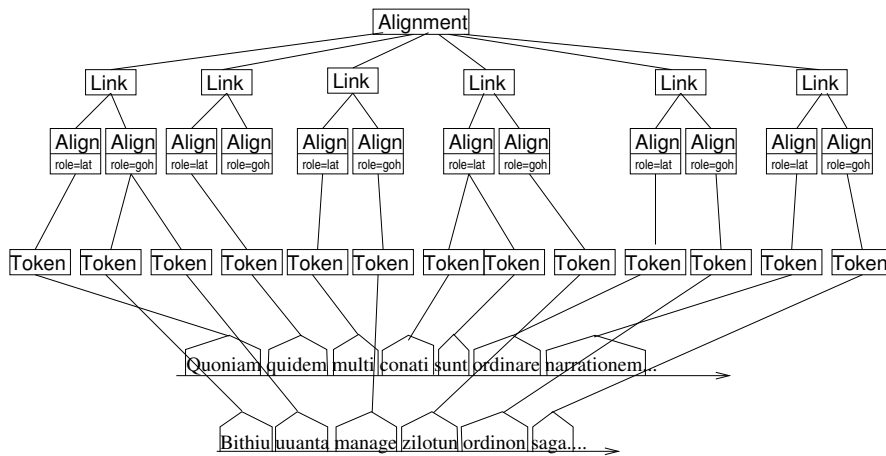 Alignment
Link Link Link Link Link Link
Align Align Align Align Align Align Align Align Align Align Align Align
role=lat role=goh role=lat role=goh role=lat role=goh role=lat role=goh role=lat role=goh role=lat role=goh
Token Token Token Token Token Token Token Token Token Token Token Token Token
Quoniam quidem multi conati sunt ordinare narrationem...
Bithiu uuanta manage zilotun ordinon saga....